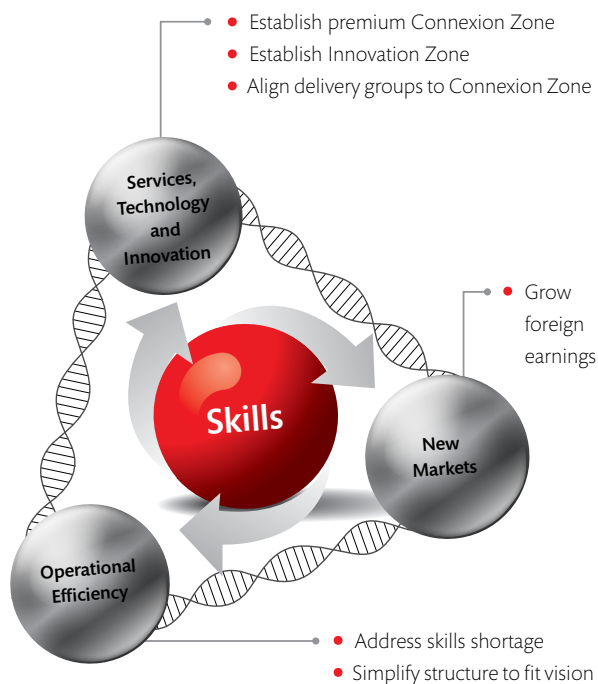 Establish premium Connexion Zone
Establish Innovation Zone
Align delivery groups to Connexion Zone
Services,
Technology
and
Innovation
Grow
foreign
earnings
Skills
New
Markets
Operational
Efficiency
Address skills shortage
Simplify structure to fit vision